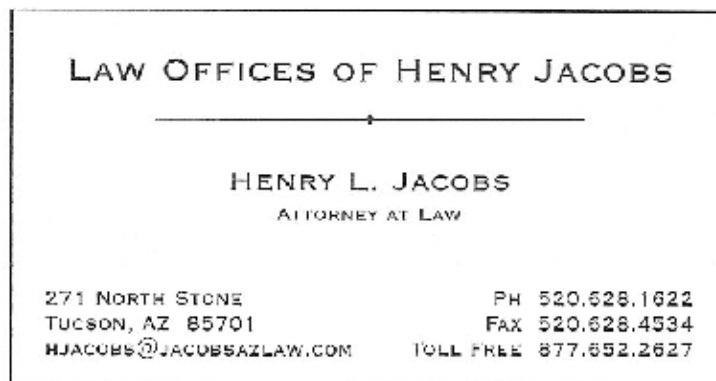 LAW OFFICES OF HENRY JACOBS
HENRY L. JACOBS
ATTORNEY AT LAW
271 NORTH STONE
TUCSON, AZ 85701
HJACOBS@JACOBSAZLAW.COM
PH 520.628.1622
FAX 520.628.4534
TOLL FREE 877.652.2627